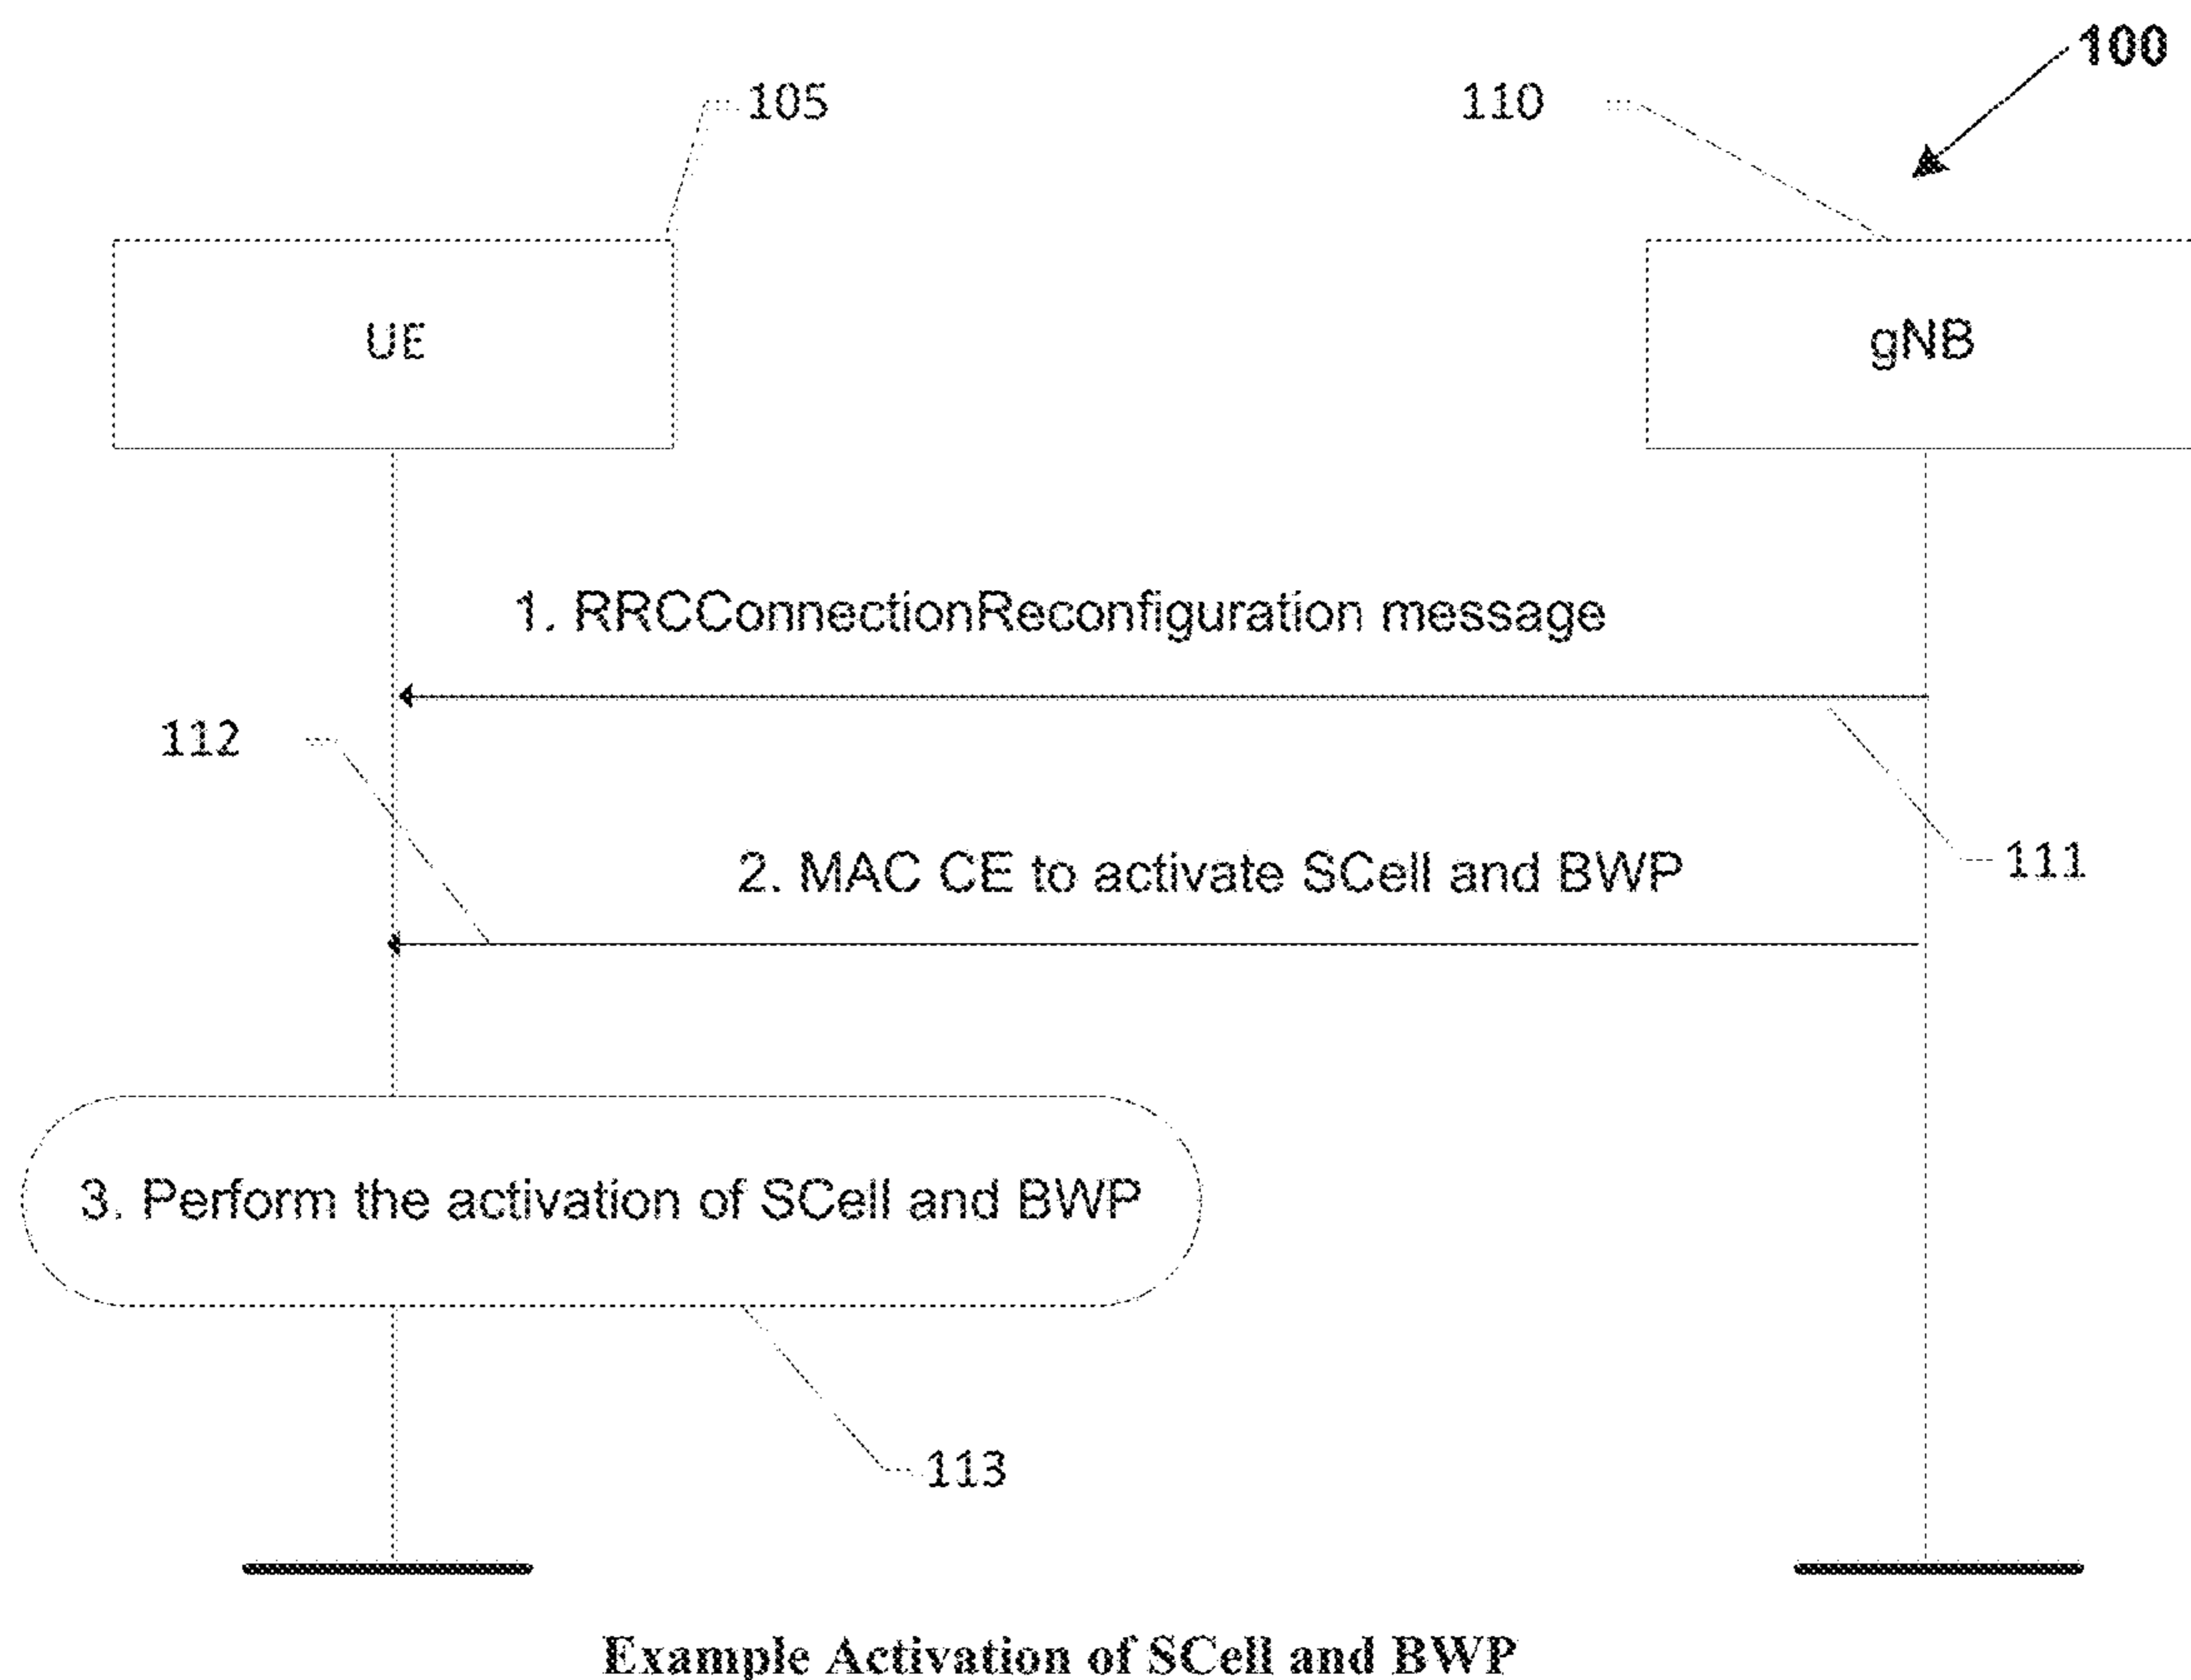 100
105
110
UE
gNB
1. RRCConnectionReconfiguration message
112
2. MAC CE to activate SCell and BWP
111
3. Perform the activation of SCell and BWP
113
Example Activation of SCell and BWP